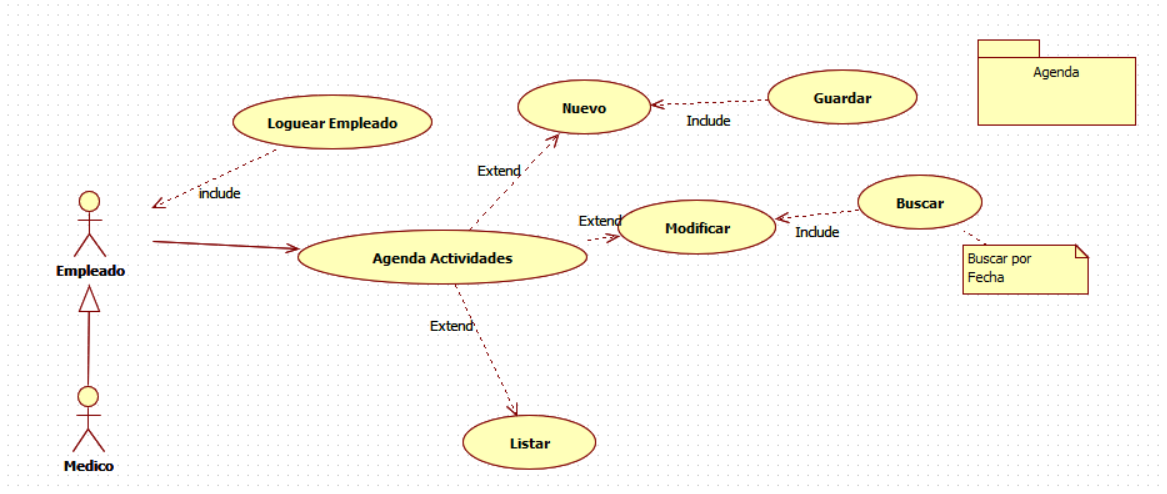 Agenda
Loguear Empleado
Nuevo
Guardar
Include
Extend
include
Buscar
Extend
Modificar
Include
Empleado
Agenda Actividades
Buscar por
Fecha
Extend
Listar
Medico